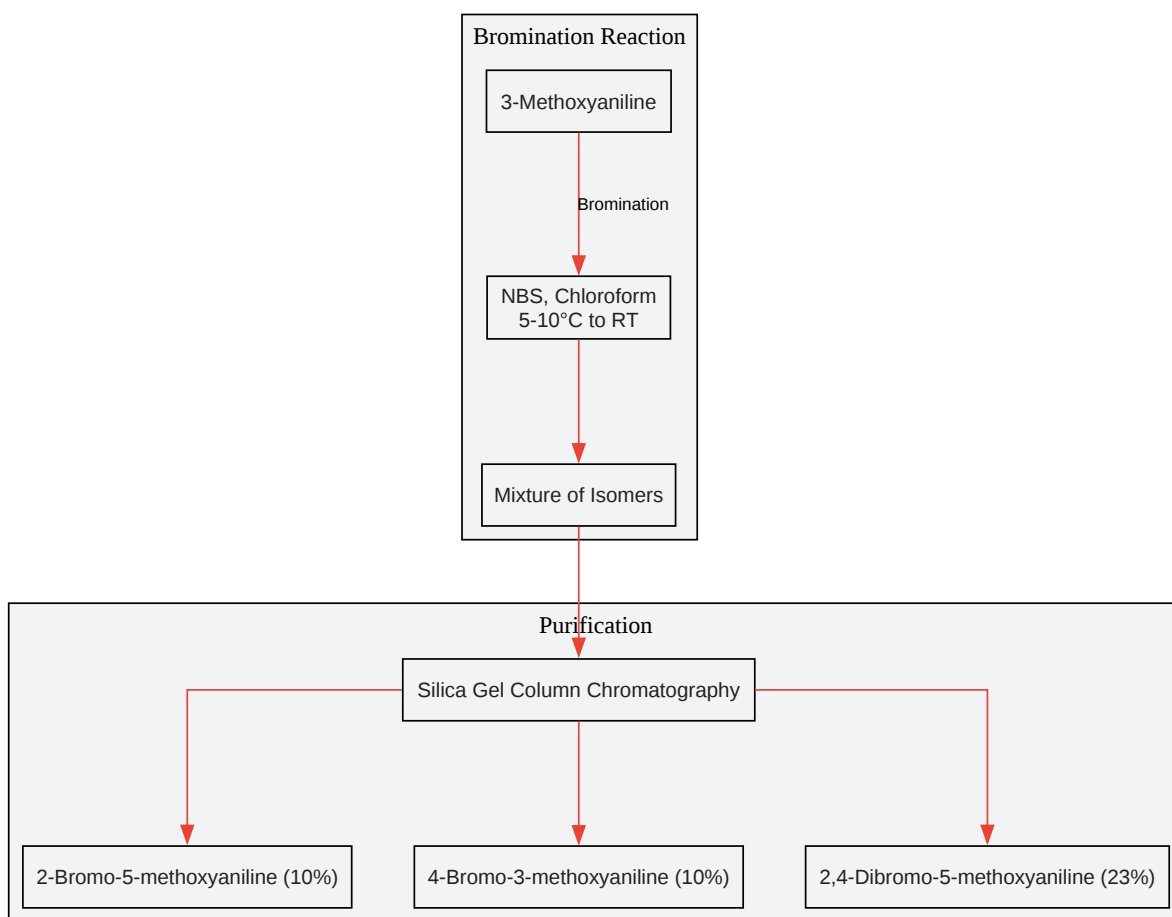 Bromination Reaction
3-Methoxyaniline
Bromination
NBS, Chloroform
5-10°C to RT
Mixture of Isomers
Purification
Silica Gel Column Chromatography
2-Bromo-5-methoxyaniline (10%)
4-Bromo-3-methoxyaniline (10%)
2,4-Dibromo-5-methoxyaniline (23%)